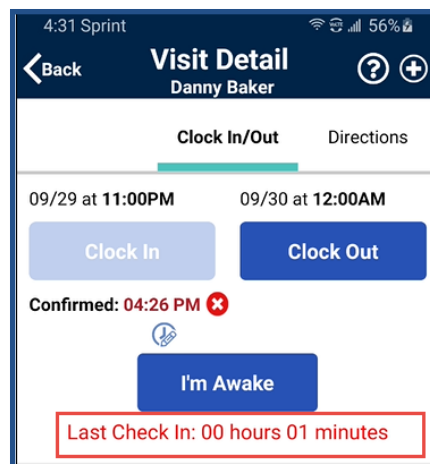 4:31 Sprint 56%
Back Visit Detail
Danny Baker
Clock In/Out Directions
09/29 at 11:00PM 09/30 at 12:00AM
Clock In Clock Out
Confirmed: 04:26 PM
I'm Awake
Last Check In: 00 hours 01 minutes